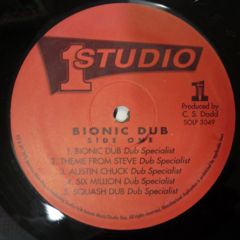 1 STUDIO
1
BIONIC DUB
SIDE ONE
Produced by
C. S. Dodd
SOLP 3049
1 BIONIC DUB Dub Specialist
2 THEME FROM STEVE Dub Specialist
3 AUSTIN CHUCK Dub Specialist
4 SIX MILLION Dub Specialist
5 SQUASH DUB Dub Specialist